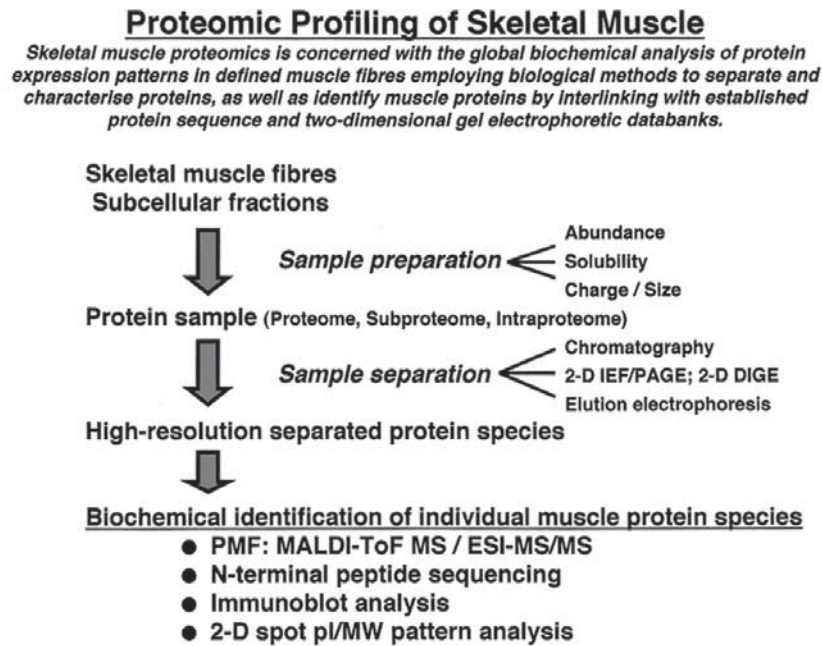 Proteomic Profiling of Skeletal Muscle
Skeletal muscle proteomics is concerned with the global biochemical analysis of protein
expression patterns in defined muscle fibres employing biological methods to separate and
characterise proteins, as well as identify muscle proteins by interlinking with established
protein sequence and two-dimensional gel electrophoretic databanks.
Skeletal muscle fibres
Subcellular fractions
Sample preparation
Abundance
Solubility
Charge / Size
Protein sample (Proteome, Subproteome, Intraproteome)
Sample separation
Chromatography
2-D IEF/PAGE; 2-D DIGE
Elution electrophoresis
High-resolution separated protein species
Biochemical identification of individual muscle protein species
● PMF: MALDI-ToF MS / ESI-MS/MS
● N-terminal peptide sequencing
● Immunoblot analysis
● 2-D spot pI/MW pattern analysis